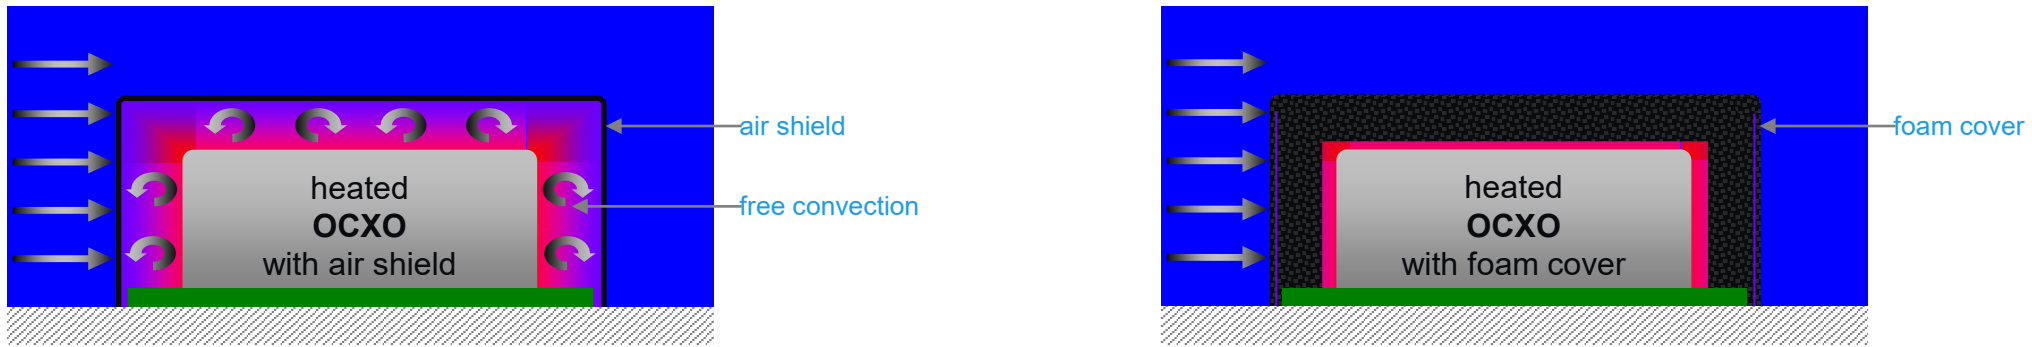 heated
OCXO
with air shield
air shield
free convection
heated
OCXO
with foam cover
foam cover